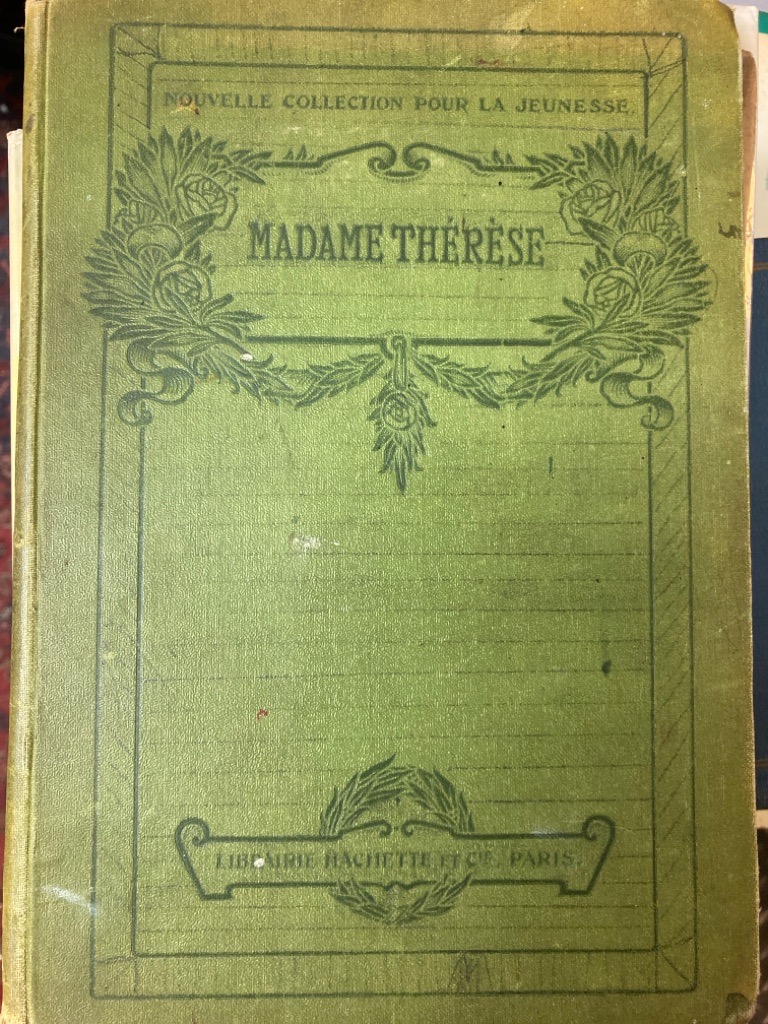 NOUVELLE COLLECTION POUR LA JEUNESSE.
MADAME THÉRÈSE
LIBRAIRIE HACHETTE ET Cie. PARIS.